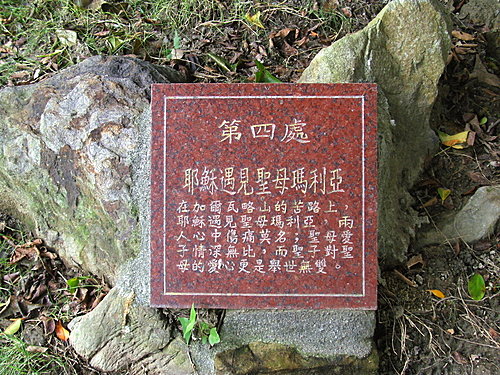 第四處
耶穌遇見聖母瑪利亞
在加爾瓦略山的苦路上，
耶穌遇見聖母瑪利亞，兩
人心中傷痛莫名；聖母愛
子情深無比，而聖子對聖
母的愛心更是舉世無雙。